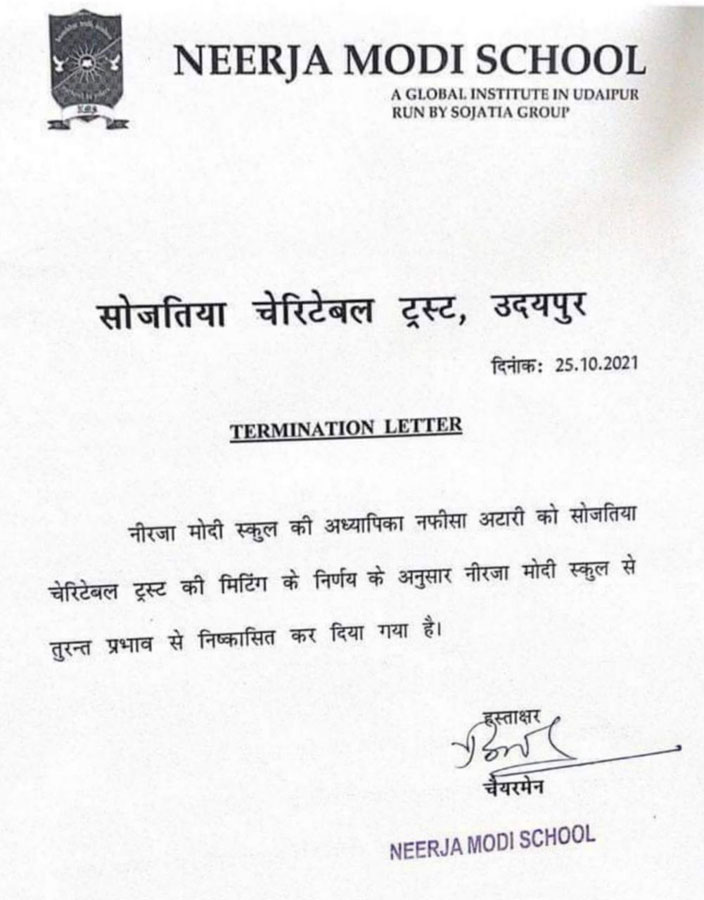 NEERJA MODI SCHOOL
A GLOBAL INSTITUTE IN UDAIPUR
RUN BY SOJATIA GROUP
सोजतिया चेरिटेबल ट्रस्ट, उदयपुर
दिनांक: 25.10.2021
TERMINATION LETTER
नीरजा मोदी स्कुल की अध्यापिका नफीसा अटारी को सोजतिया
चेरिटेबल ट्रस्ट की मिटिंग के निर्णय के अनुसार नीरजा मोदी स्कुल से
तुरन्त प्रभाव से निष्कासित कर दिया गया है।
हस्ताक्षर
चैयरमेन
NEERJA MODI SCHOOL